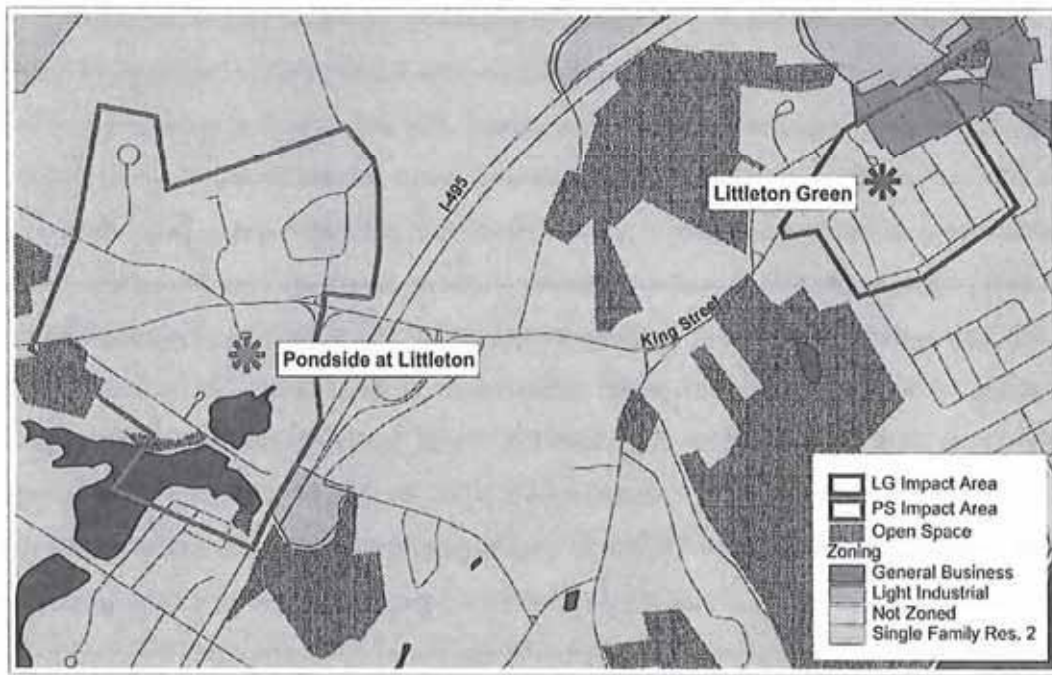 I-495
Littleton Green
King Street
Pondside at Littleton
LG Impact Area
PS Impact Area
Open Space
Zoning
General Business
Light Industrial
Not Zoned
Single Family Res. 2